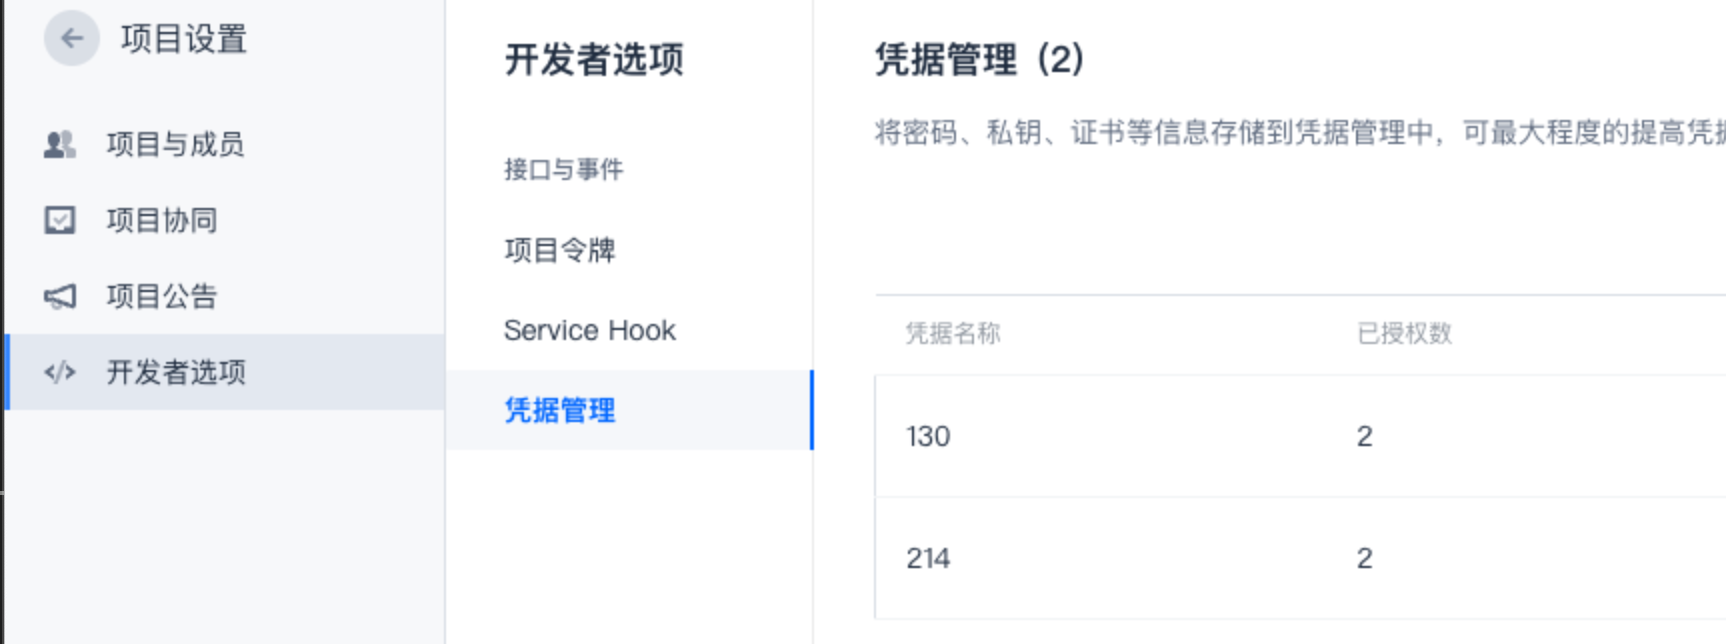 项目设置
项目与成员
项目协同
项目公告
开发者选项
开发者选项
接口与事件
项目令牌
Service Hook
凭据管理
凭据管理（2）
将密码、私钥、证书等信息存储到凭据管理中，可最大程度的提高凭据
凭据名称 已授权数
130 2
214 2